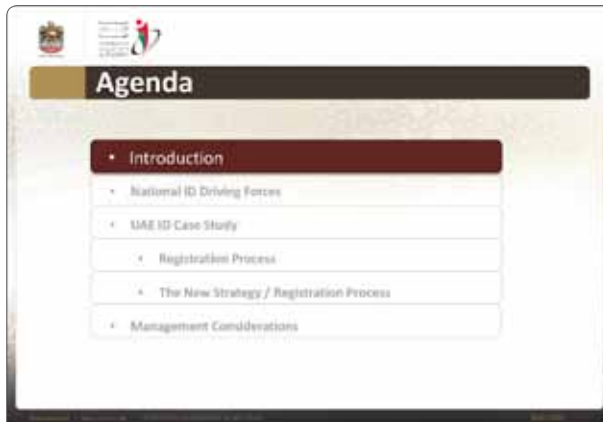 Agenda
• Introduction
• National ID Driving Forces
• UAE ID Case Study
• Registration Process
• The New Strategy / Registration Process
• Management Considerations